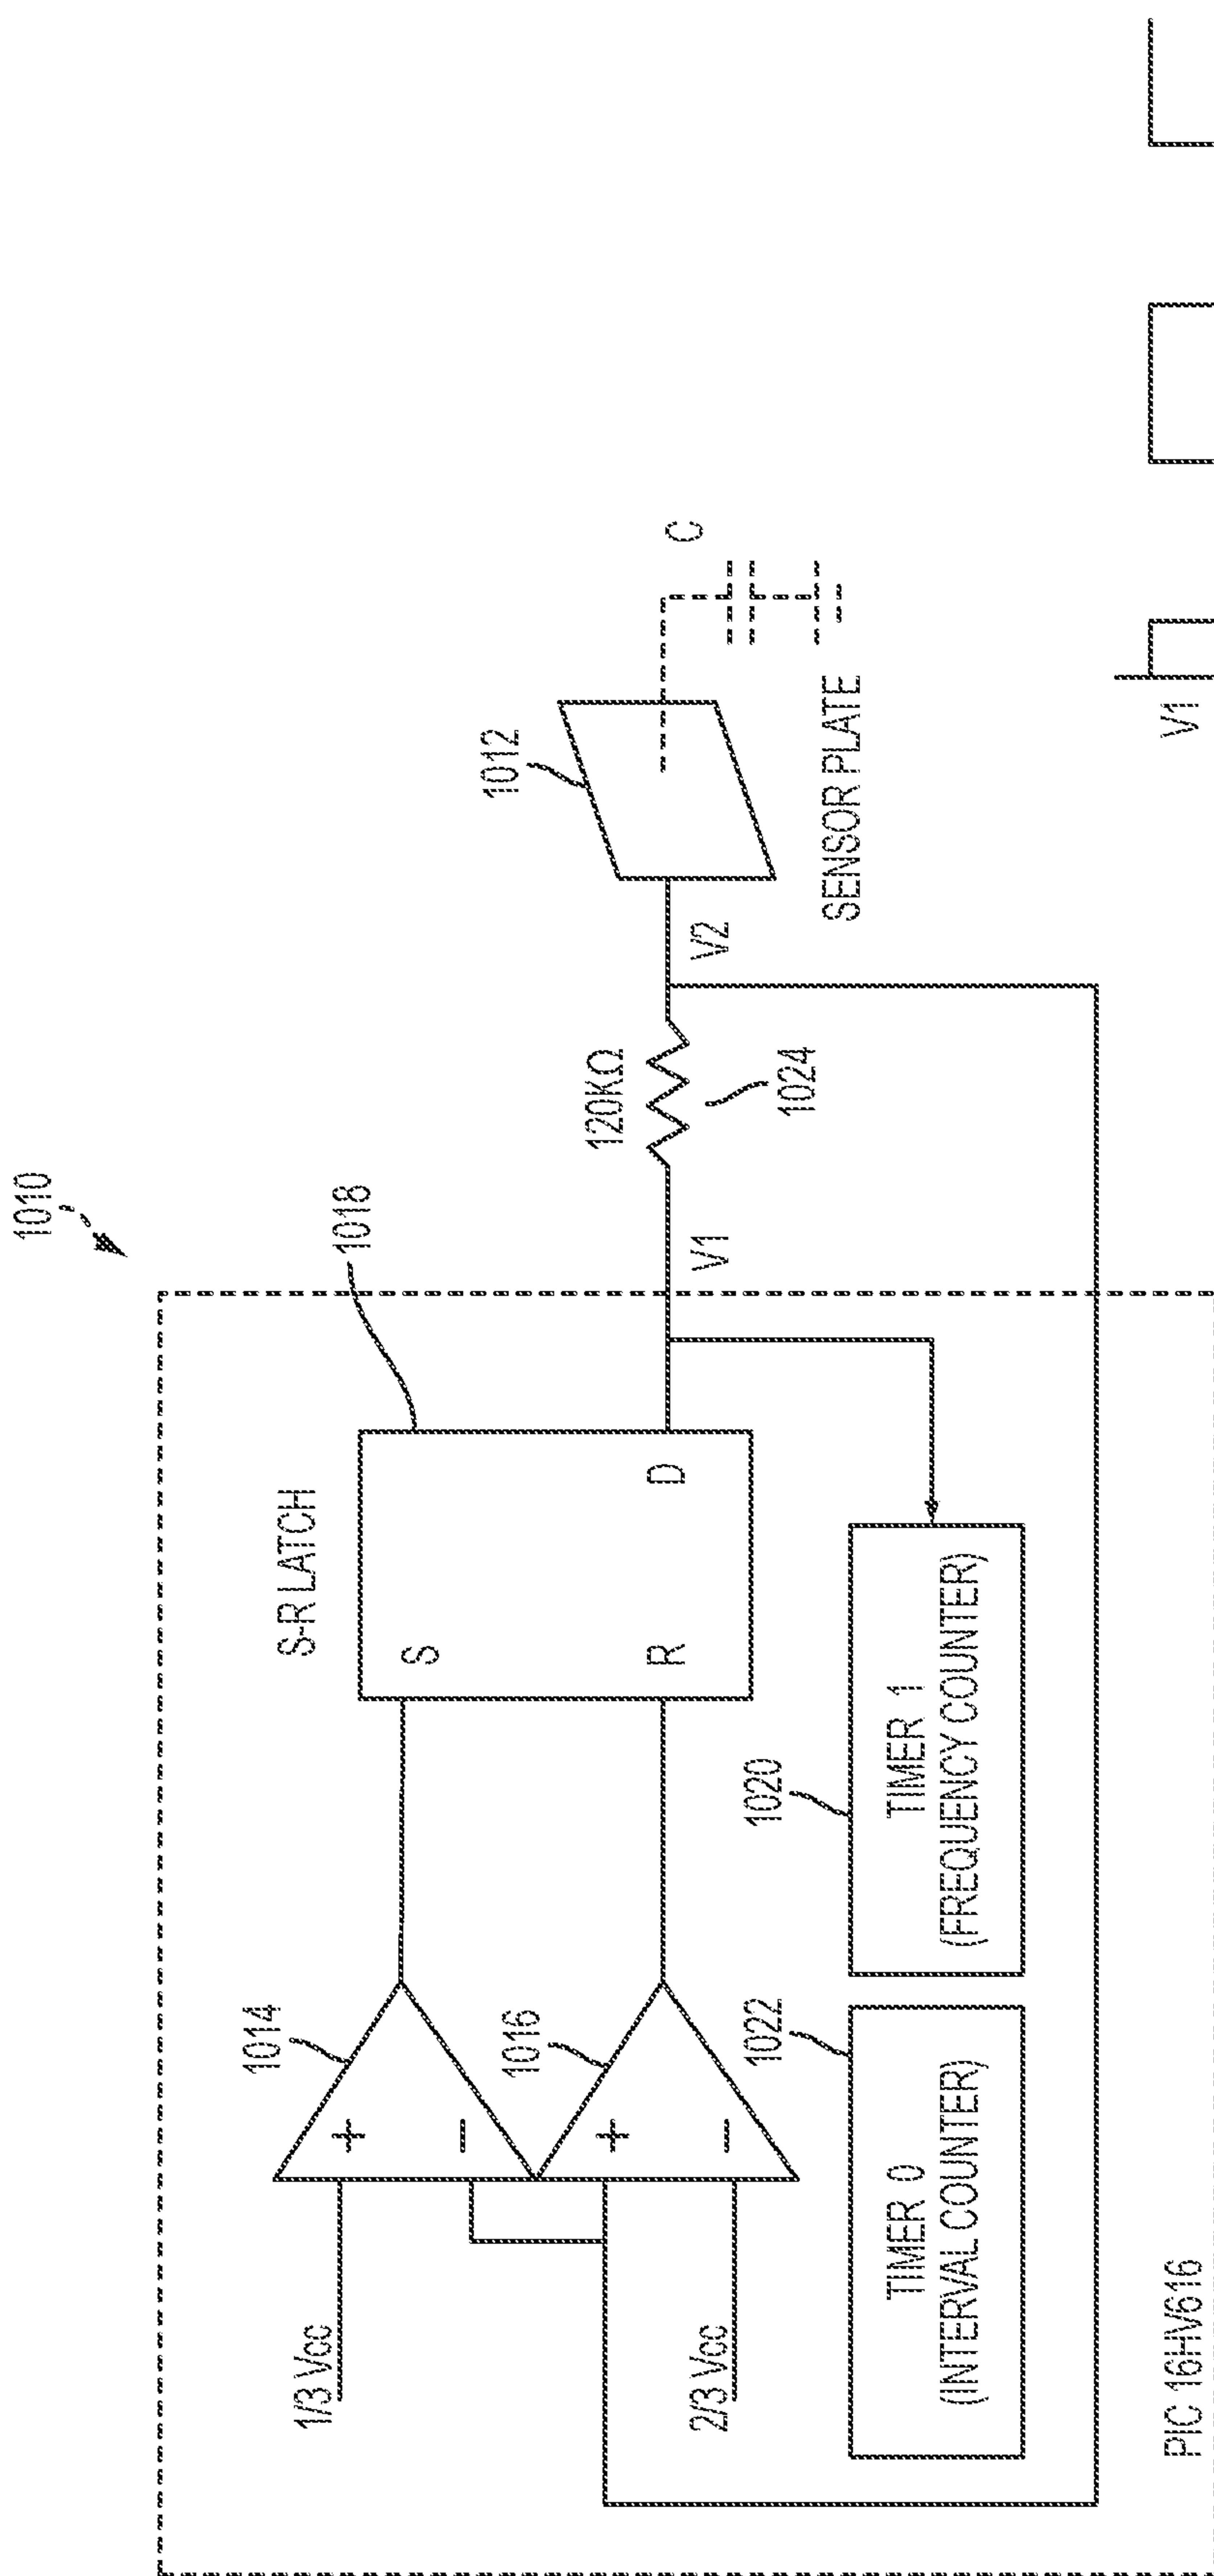 1010
1018
S-R LATCH
S
R
D
1014
+
–
1016
+
–
1/3 Vcc
2/3 Vcc
1022
TIMER 0
(INTERVAL COUNTER)
1020
TIMER 1
(FREQUENCY COUNTER)
V1
120KΩ
1024
V2
1012
SENSOR PLATE
C
PIC 16HV616
V1